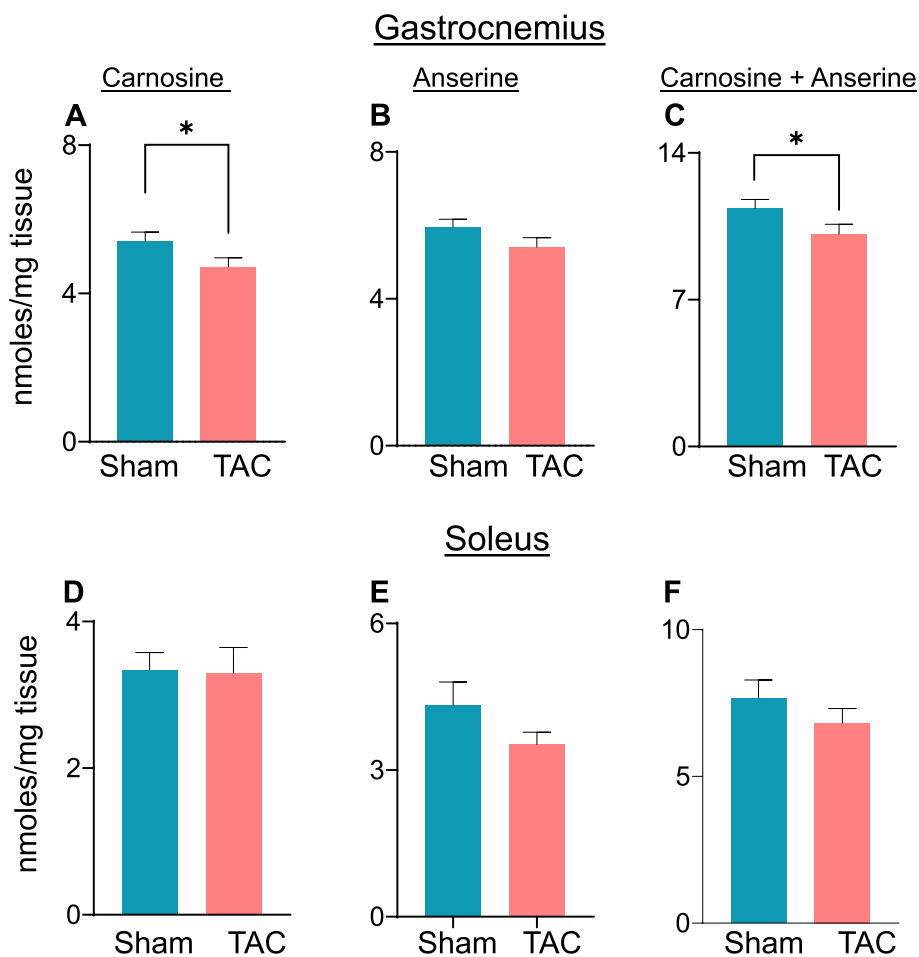 Gastrocnemius
Carnosine
Anserine
Carnosine + Anserine
A
B
C
nmoles/mg tissue
8
4
0
*
Sham TAC
8
4
0
Sham TAC
14
7
0
*
Sham TAC
Soleus
D
E
F
nmoles/mg tissue
4
2
0
Sham TAC
6
3
0
Sham TAC
10
5
0
Sham TAC